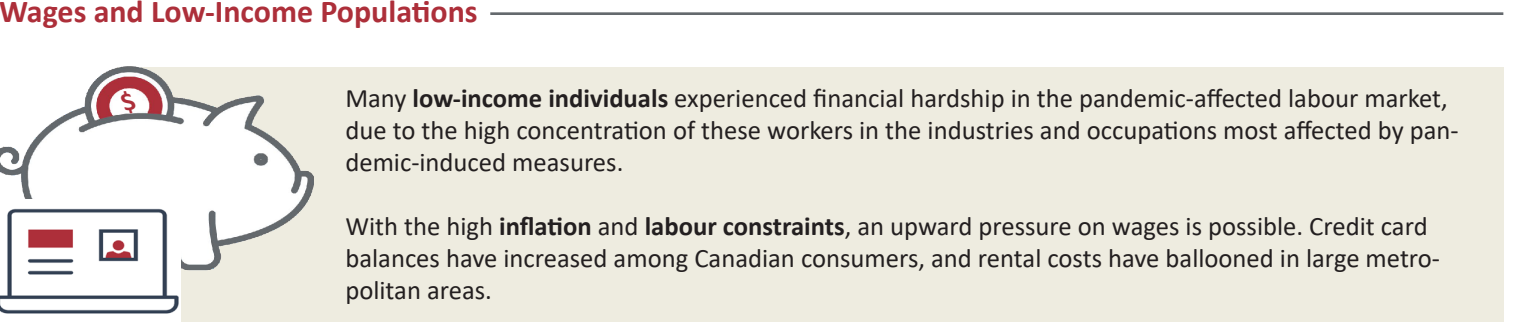 Wages and Low-Income Populations
$
Many low-income individuals experienced financial hardship in the pandemic-affected labour market,
due to the high concentration of these workers in the industries and occupations most affected by pan-
demic-induced measures.
With the high inflation and labour constraints, an upward pressure on wages is possible. Credit card
balances have increased among Canadian consumers, and rental costs have ballooned in large metro-
politan areas.